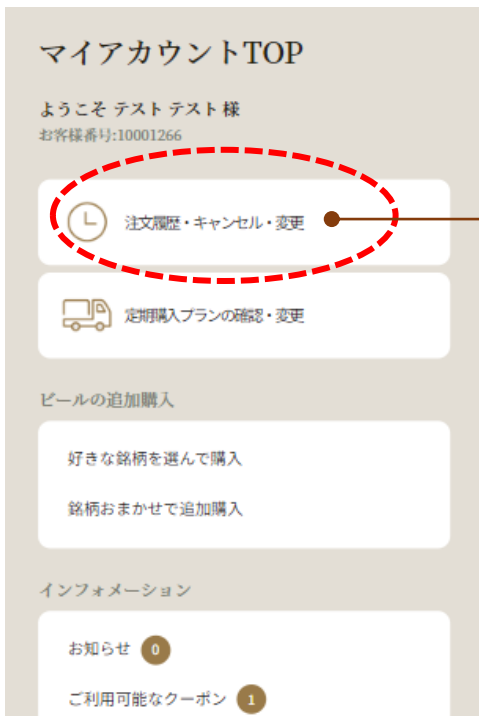 マイアカウントTOP
ようこそ テスト テスト 様
お客様番号:10001266
注文履歴・キャンセル・変更
定期購入プランの確認・変更
ビールの追加購入
好きな銘柄を選んで購入
銘柄おまかせで追加購入
インフォメーション
お知らせ 0
ご利用可能なクーポン 1